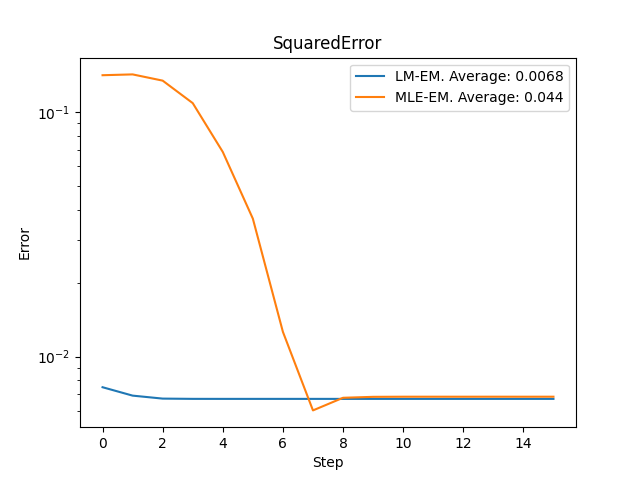 SquaredError
LM-EM. Average: 0.0068
MLE-EM. Average: 0.044
10⁻¹
10⁻²
Error
0 2 4 6 8 10 12 14
Step